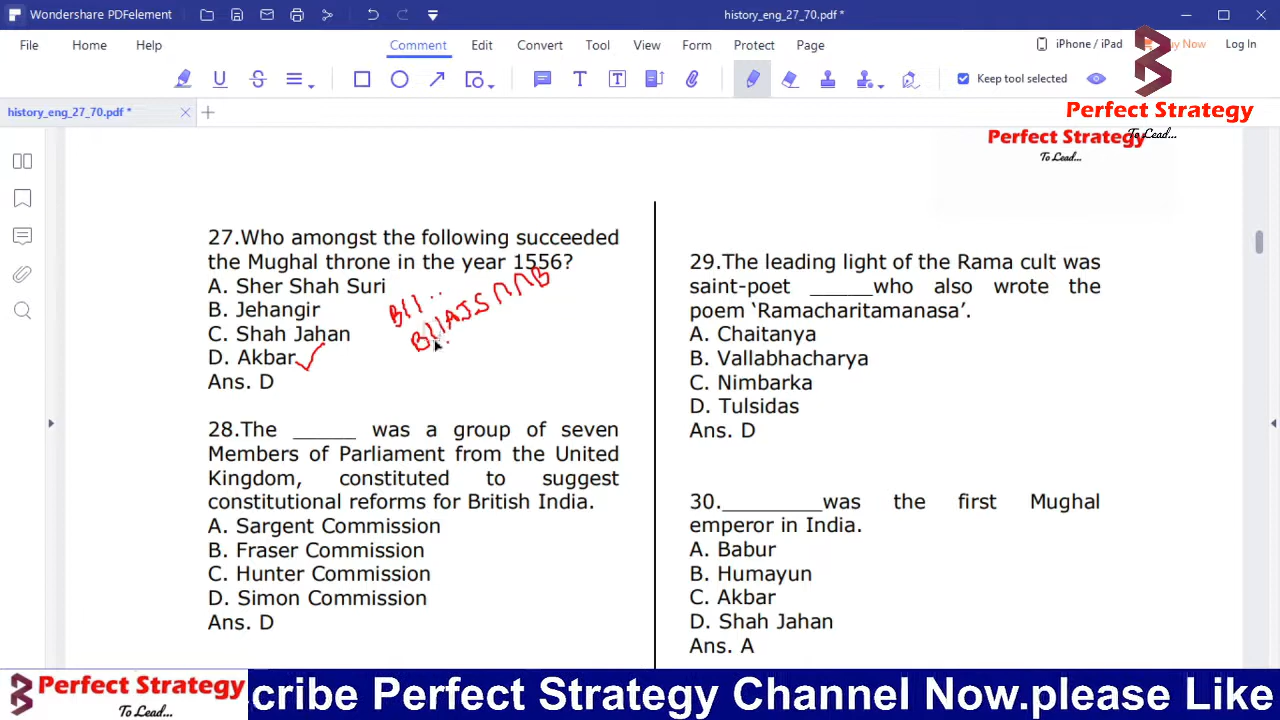 Wondershare PDFelement
history_eng_27_70.pdf *
File Home Help Comment Edit Convert Tool View Form Protect Page iPhone / iPad Buy Now Log In
Keep tool selected
history_eng_27_70.pdf *
Perfect Strategy
To Lead...
Perfect Strategy
To Lead...
27.Who amongst the following succeeded
the Mughal throne in the year 1556?
A. Sher Shah Suri
B. Jehangir
C. Shah Jahan
D. Akbar
Ans. D
28.The ______ was a group of seven
Members of Parliament from the United
Kingdom, constituted to suggest
constitutional reforms for British India.
A. Sargent Commission
B. Fraser Commission
C. Hunter Commission
D. Simon Commission
Ans. D
29.The leading light of the Rama cult was
saint-poet ______who also wrote the
poem ‘Ramacharitamanasa’.
A. Chaitanya
B. Vallabhacharya
C. Nimbarka
D. Tulsidas
Ans. D
30.__________was the first Mughal
emperor in India.
A. Babur
B. Humayun
C. Akbar
D. Shah Jahan
Ans. A
Perfect Strategy
To Lead...
cribe Perfect Strategy Channel Now.please Like